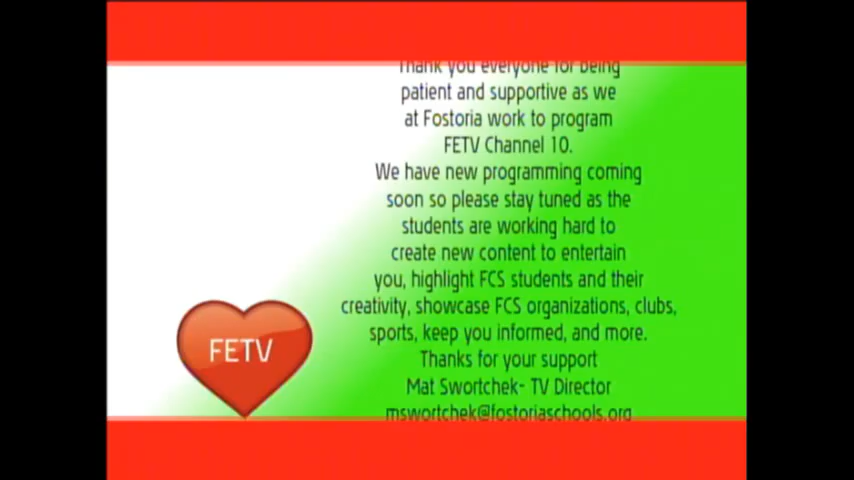 Thank you everyone for being
patient and supportive as we
at Fostoria work to program
FETV Channel 10.
We have new programming coming
soon so please stay tuned as the
students are working hard to
create new content to entertain
you, highlight FCS students and their
creativity, showcase FCS organizations, clubs,
sports, keep you informed, and more.
Thanks for your support
Mat Swortchek- TV Director
mswortchek@fostoriaschools.org
FETV